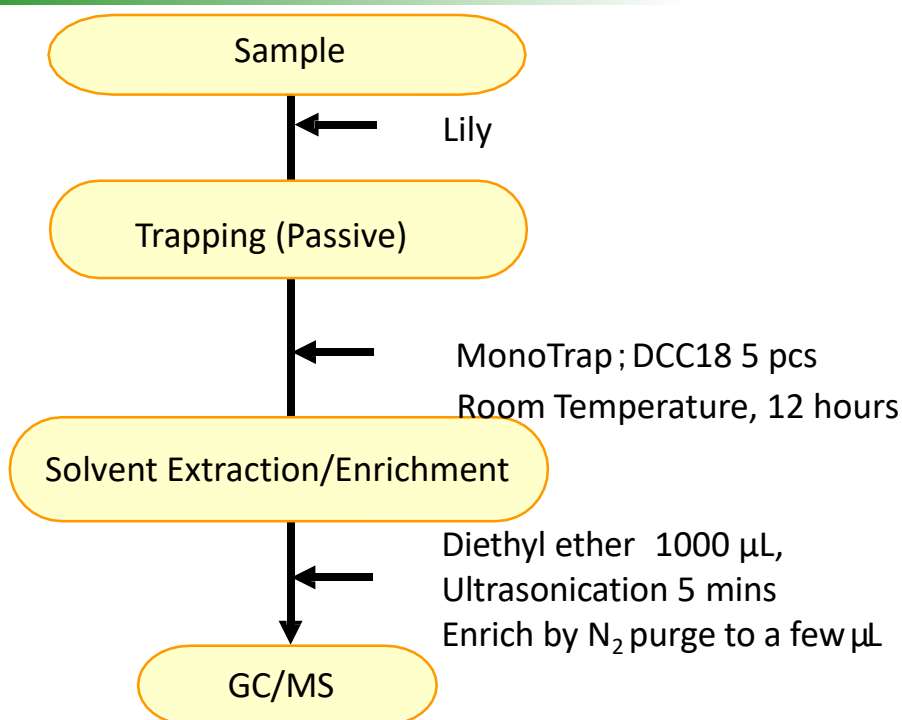 Sample
Lily
Trapping (Passive)
MonoTrap；DCC18 5 pcs
Room Temperature, 12 hours
Solvent Extraction/Enrichment
Diethyl ether 1000 µL,
Ultrasonication 5 mins
Enrich by N₂ purge to a few µL
GC/MS